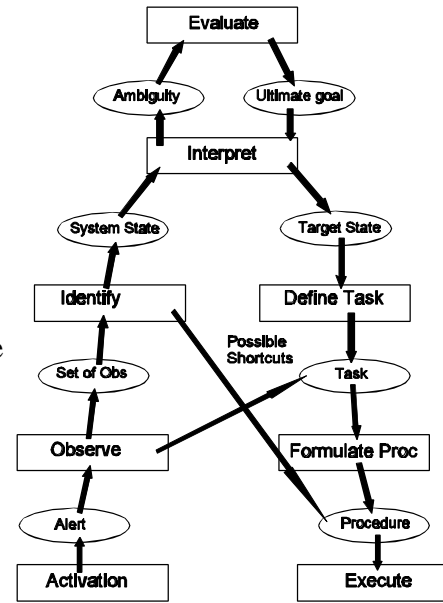 Evaluate
Ambiguity
Ultimate goal
Interpret
System State
Target State
Identify
Define Task
Possible
Shortcuts
e
Set of Obs
Task
Observe
Formulate Proc
Alert
Procedure
Activation
Execute